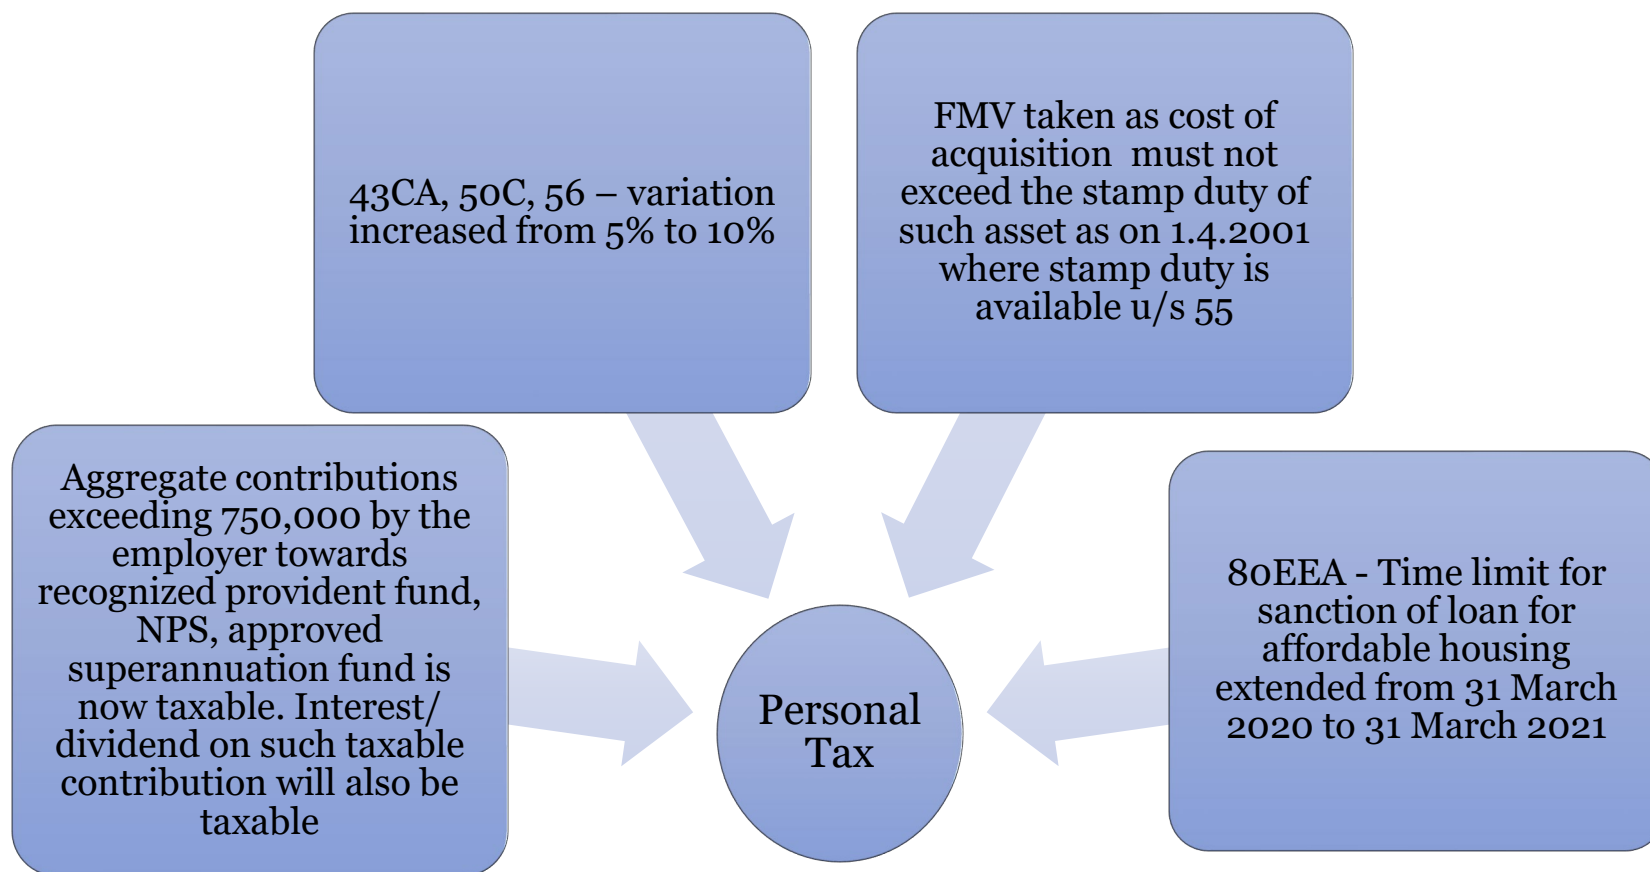 43CA, 50C, 56 – variation
increased from 5% to 10%
FMV taken as cost of
acquisition must not
exceed the stamp duty of
such asset as on 1.4.2001
where stamp duty is
available u/s 55
Aggregate contributions
exceeding 750,000 by the
employer towards
recognized provident fund,
NPS, approved
superannuation fund is
now taxable. Interest/
dividend on such taxable
contribution will also be
taxable
80EEA - Time limit for
sanction of loan for
affordable housing
extended from 31 March
2020 to 31 March 2021
Personal
Tax